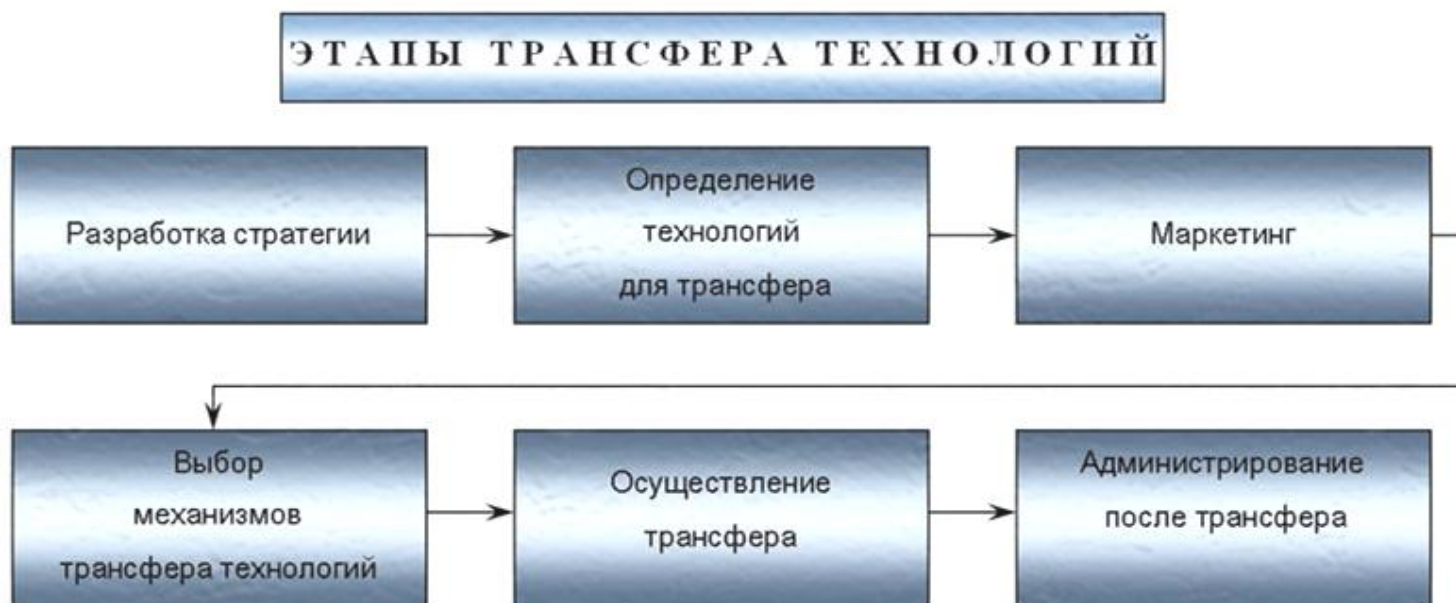 ЭТАПЫ ТРАНСФЕРА ТЕХНОЛОГИЙ
Разработка стратегии
Определение
технологий
для трансфера
Маркетинг
Выбор
механизмов
трансфера технологий
Осуществление
трансфера
Администрирование
после трансфера